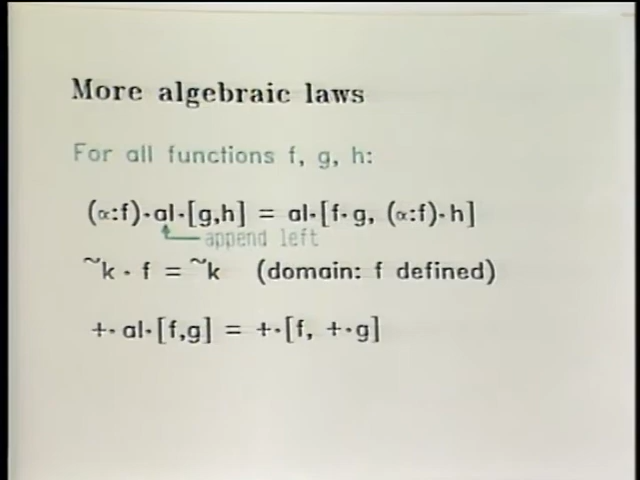 More algebraic laws
For all functions f, g, h:
(α:f)·al·[g,h] = al·[f·g, (α:f)·h]
append left
~k · f = ~k (domain: f defined)
+· al·[f,g] = +·[f, +·g]